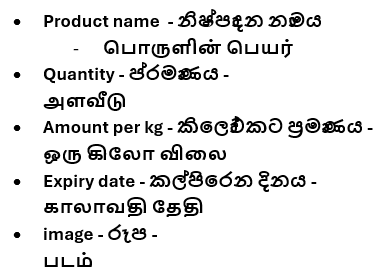 • Product name - නිෂ්පාදන නාමය
- பொருளின் பெயர்
• Quantity - ප්රමාණය -
அளவீடு
• Amount per kg - කිලෝවකට ප්‍රමාණය -
ஒரு கிலோ விலை
• Expiry date - කල්පිරෙන දිනය -
காலாவதி தேதி
• image - රූප -
படம்